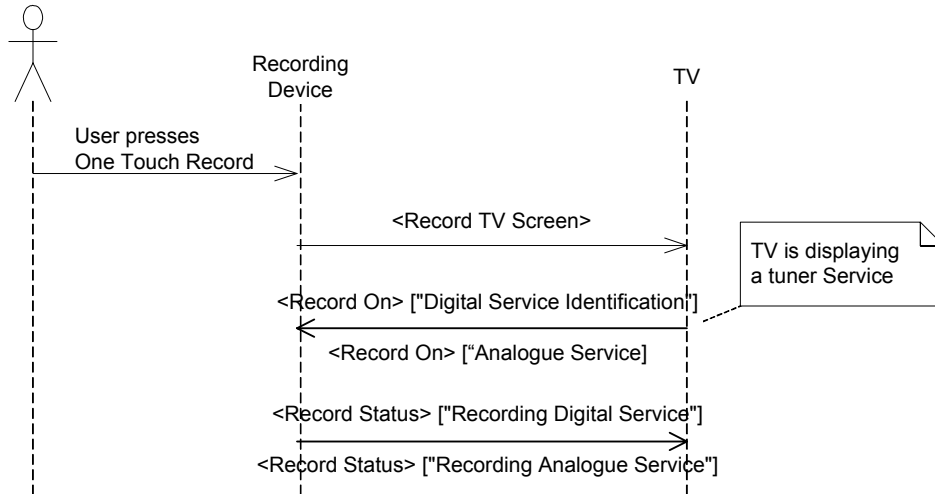 Recording
Device
TV
User presses
One Touch Record
<Record TV Screen>
TV is displaying
a tuner Service
<Record On> ["Digital Service Identification"]
<Record On> [“Analogue Service]
<Record Status> ["Recording Digital Service"]
<Record Status> ["Recording Analogue Service"]